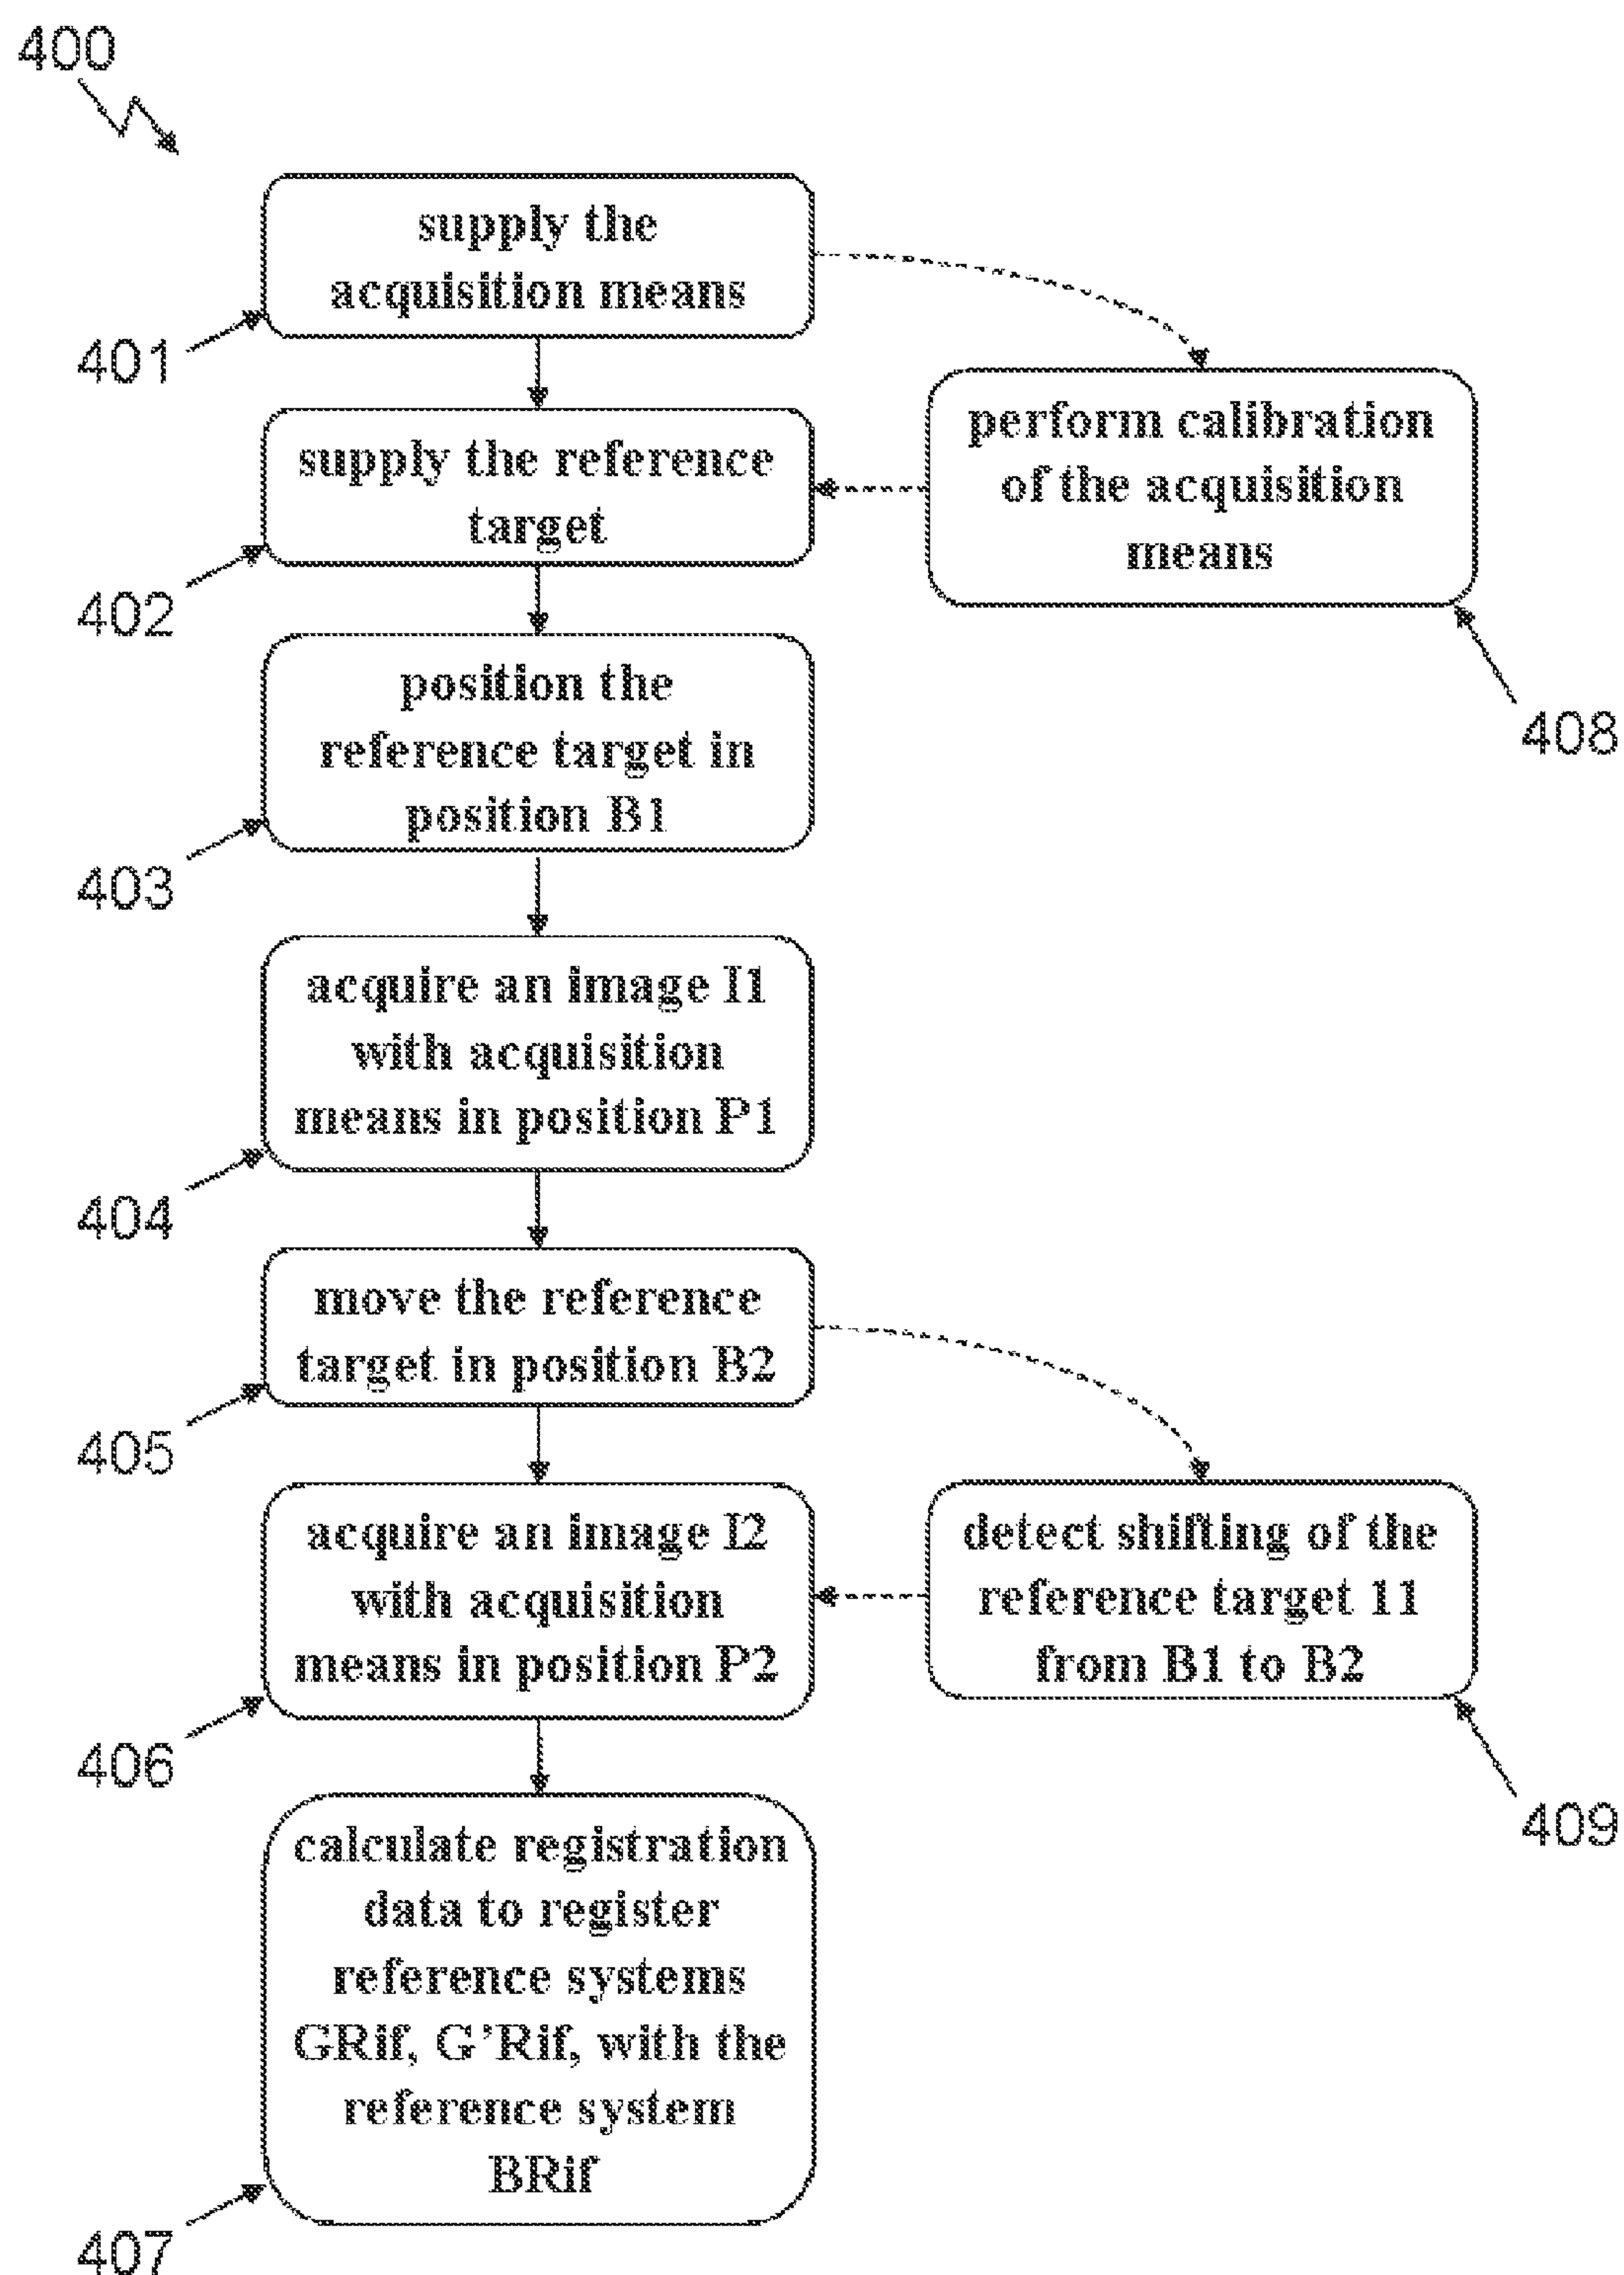 400
supply the
acquisition means
401
perform calibration
of the acquisition
means
408
supply the reference
target
402
position the
reference target in
position B1
403
acquire an image I1
with acquisition
means in position P1
404
move the reference
target in position B2
405
detect shifting of the
reference target 11
from B1 to B2
409
acquire an image I2
with acquisition
means in position P2
406
calculate registration
data to register
reference systems
GRif, G’Rif, with the
reference system
BRif
407